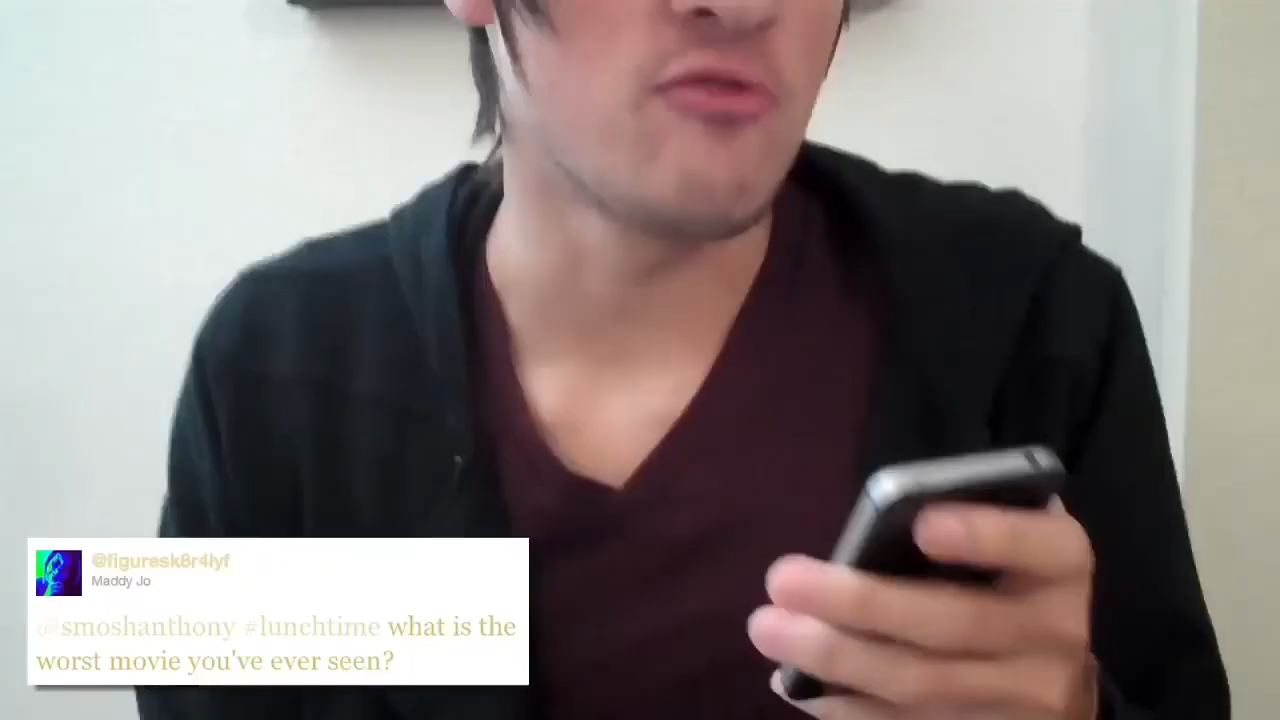 @figuresk8r4lyf
Maddy Jo
@smoshanthony #lunchtime what is the
worst movie you've ever seen?